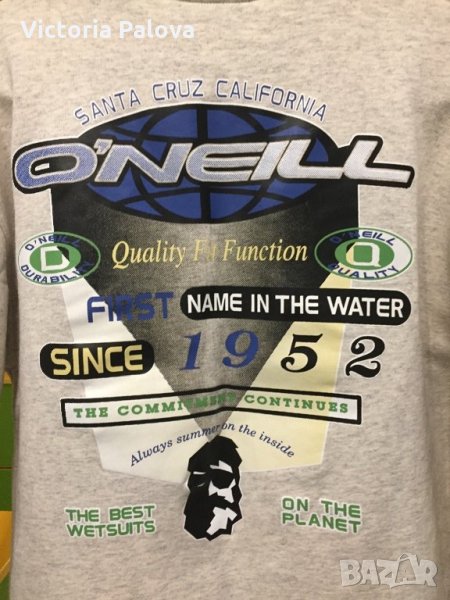 Victoria Palova
SANTA CRUZ CALIFORNIA
O'NEILL
O'NEILL
D
DURABILITY
Quality Fit Function
O'NEILL
Q
QUALITY
FIRST NAME IN THE WATER
SINCE 1952
THE COMMITMENT CONTINUES
Always summer on the inside
THE BEST
WETSUITS
ON THE
PLANET
BAZAR